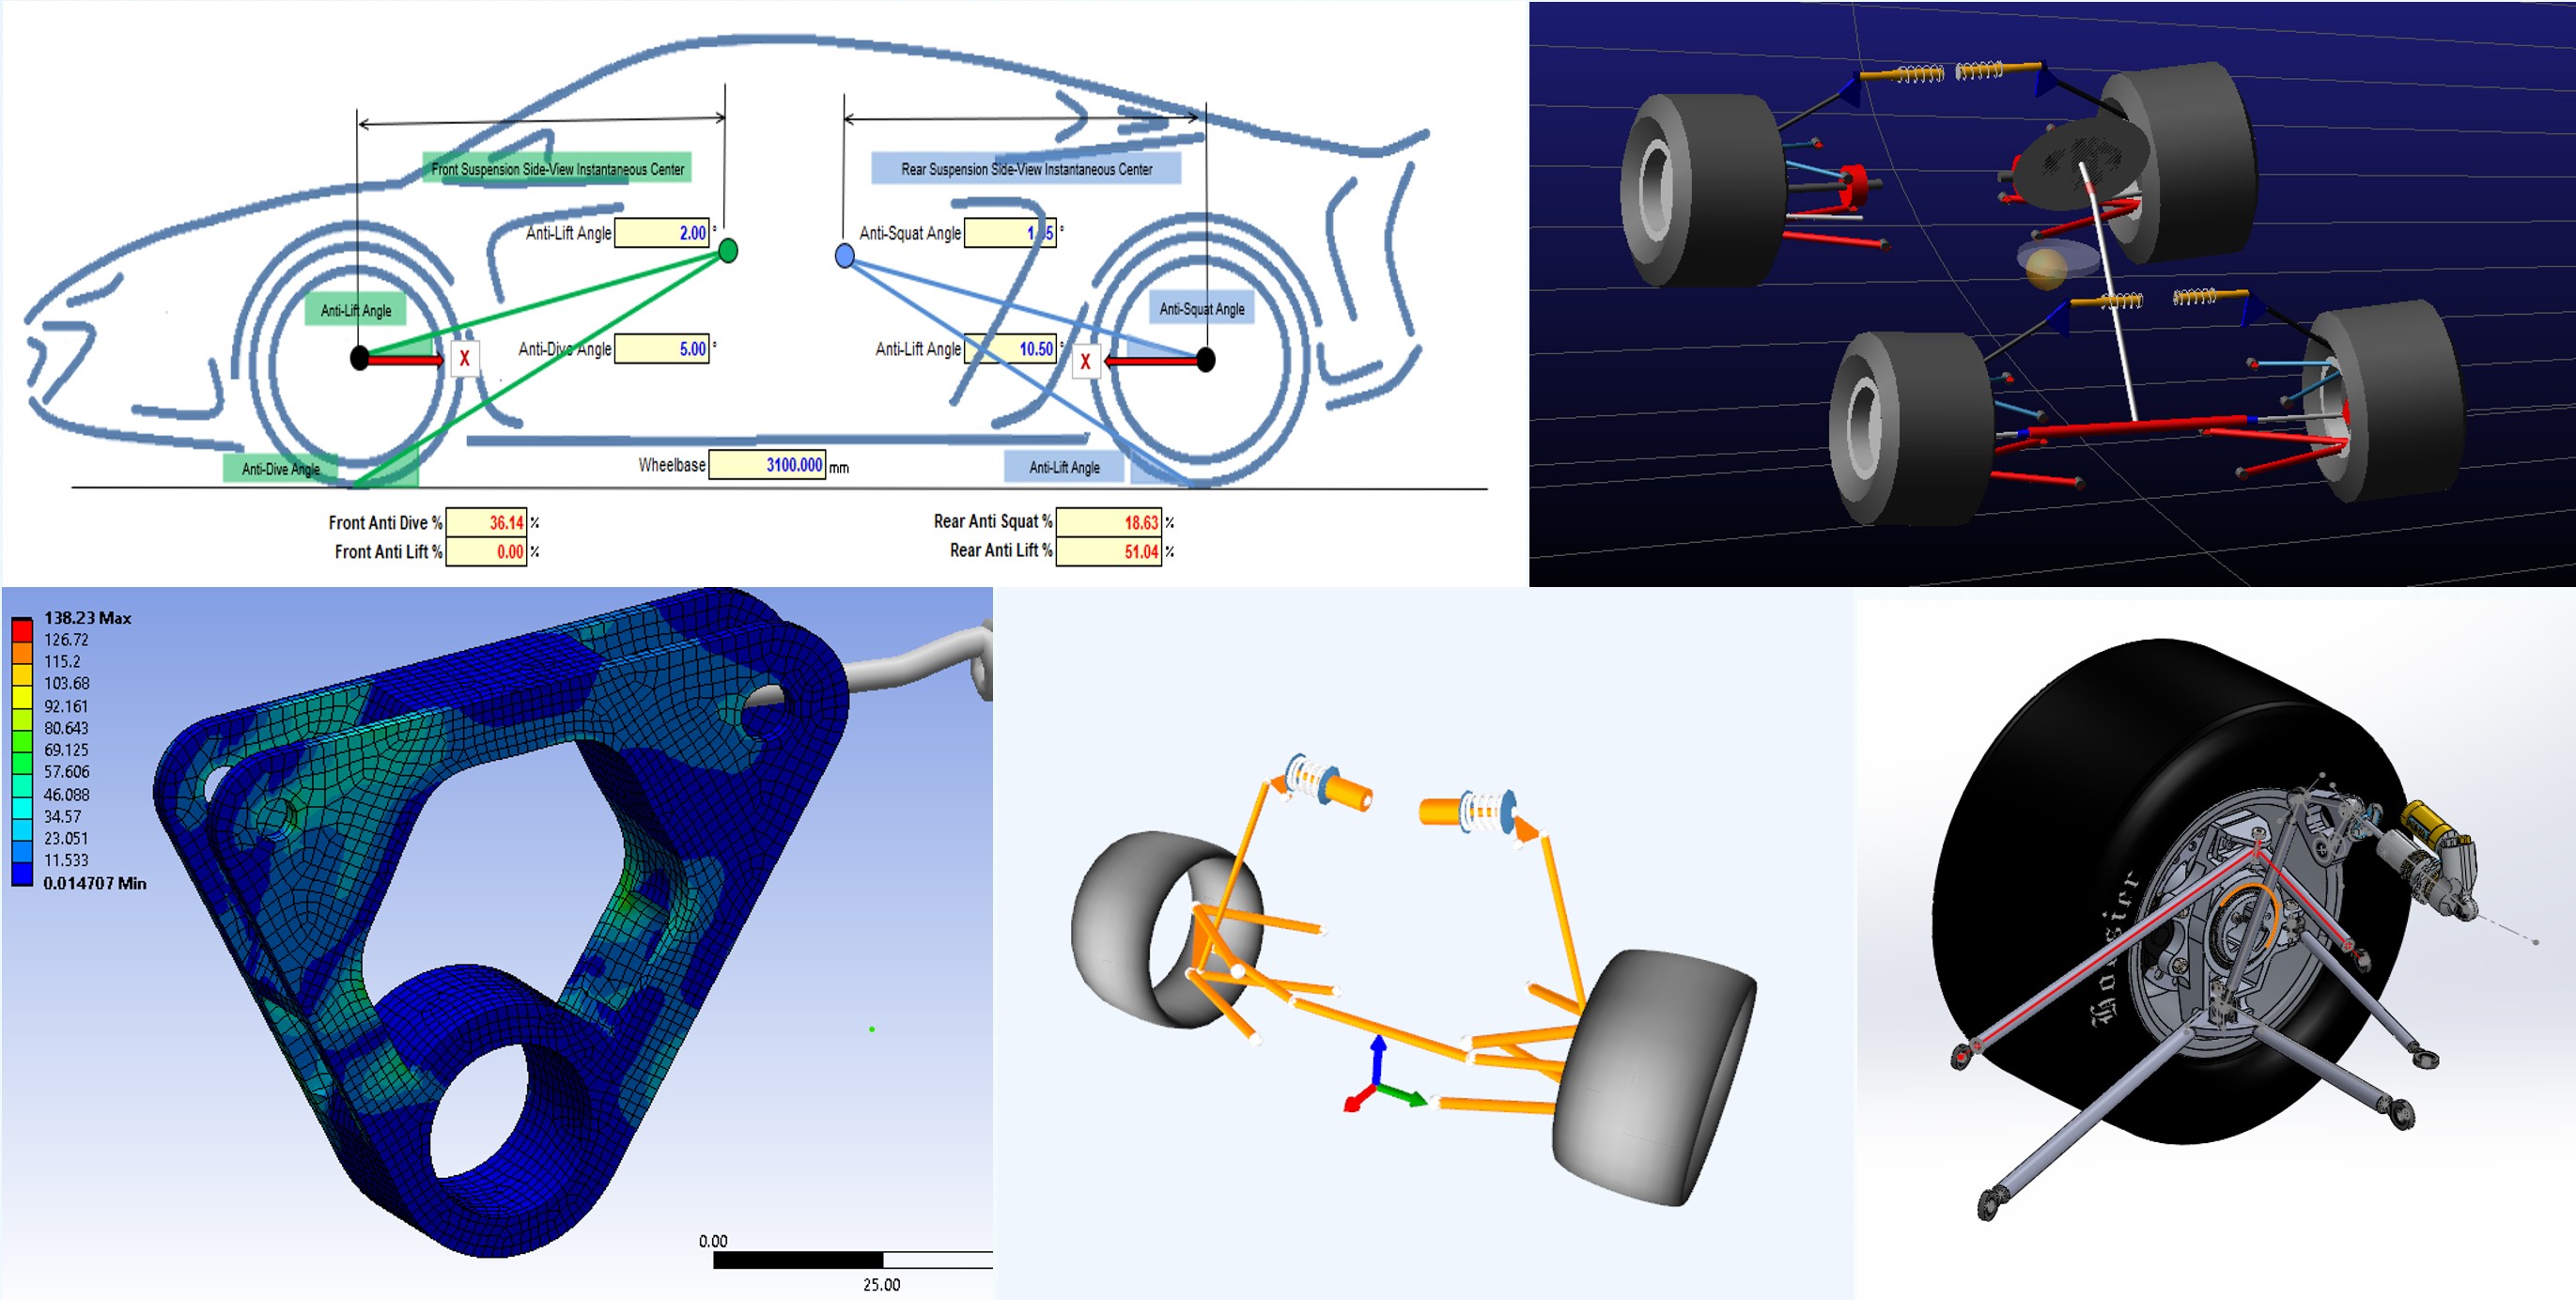 Front Suspension Side-View Instantaneous Center
Rear Suspension Side-View Instantaneous Center
Anti-Lift Angle 2.00 °
Anti-Squat Angle °
Anti-Lift Angle
Anti-Squat Angle
Anti-Dive Angle 5.00 °
Anti-Lift Angle 10.50 °
X
X
Anti-Dive Angle
Wheelbase 3100.000 mm
Anti-Lift Angle
Front Anti Dive % 36.14 %
Front Anti Lift % 0.00 %
Rear Anti Squat % 18.63 %
Rear Anti Lift % 51.04 %
138.23 Max
126.72
115.2
103.68
92.161
80.643
69.125
57.606
46.088
34.57
23.051
11.533
0.014707 Min
0.00
25.00
Hoosier